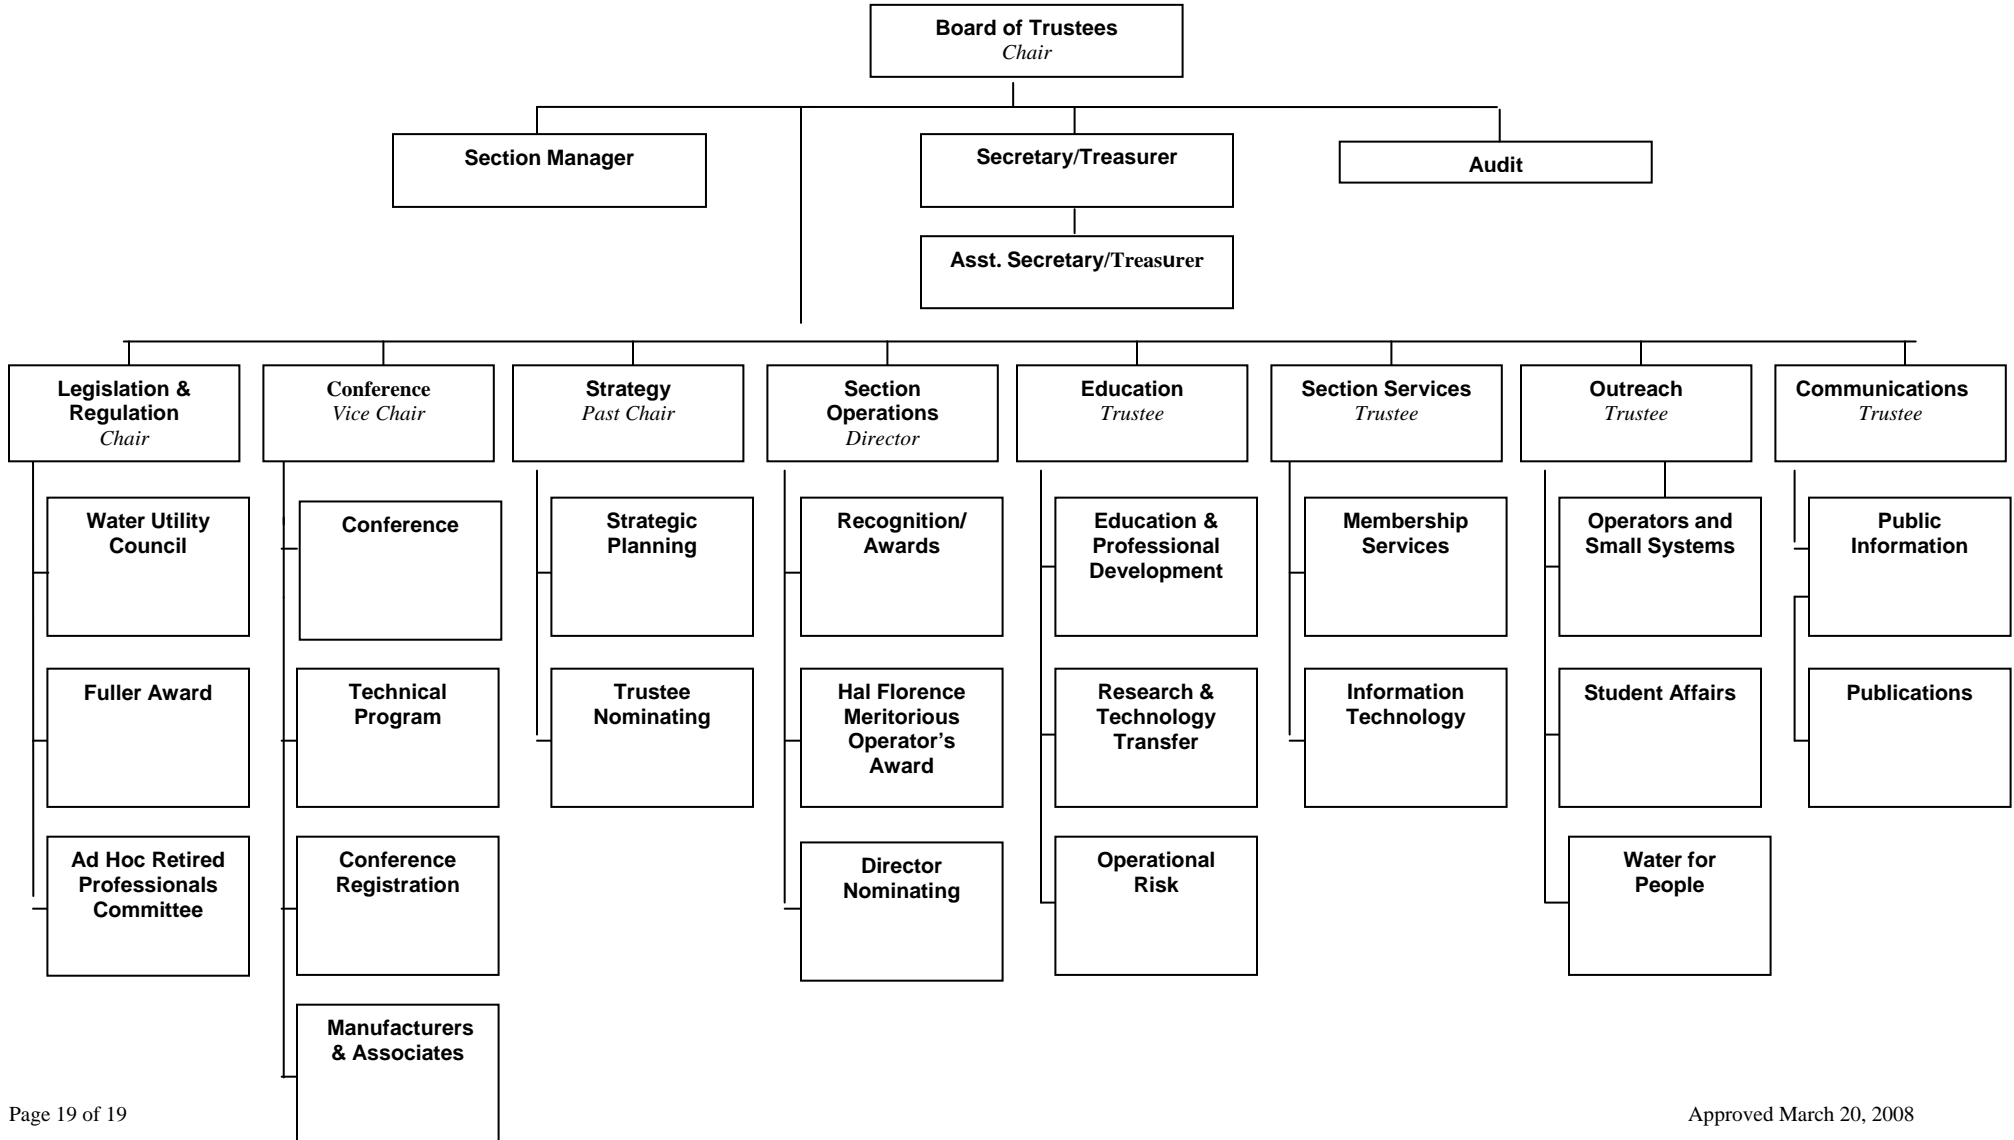 Board of Trustees
Chair
Section Manager
Secretary/Treasurer
Audit
Asst. Secretary/Treasurer
Legislation &
Regulation
Chair
Conference
Vice Chair
Strategy
Past Chair
Section
Operations
Director
Education
Trustee
Section Services
Trustee
Outreach
Trustee
Communications
Trustee
Water Utility
Council
Conference
Strategic
Planning
Recognition/
Awards
Education &
Professional
Development
Membership
Services
Operators and
Small Systems
Public
Information
Fuller Award
Technical
Program
Trustee
Nominating
Hal Florence
Meritorious
Operator’s
Award
Research &
Technology
Transfer
Information
Technology
Student Affairs
Publications
Ad Hoc Retired
Professionals
Committee
Conference
Registration
Director
Nominating
Operational
Risk
Water for
People
Manufacturers
& Associates
Page 19 of 19
Approved March 20, 2008